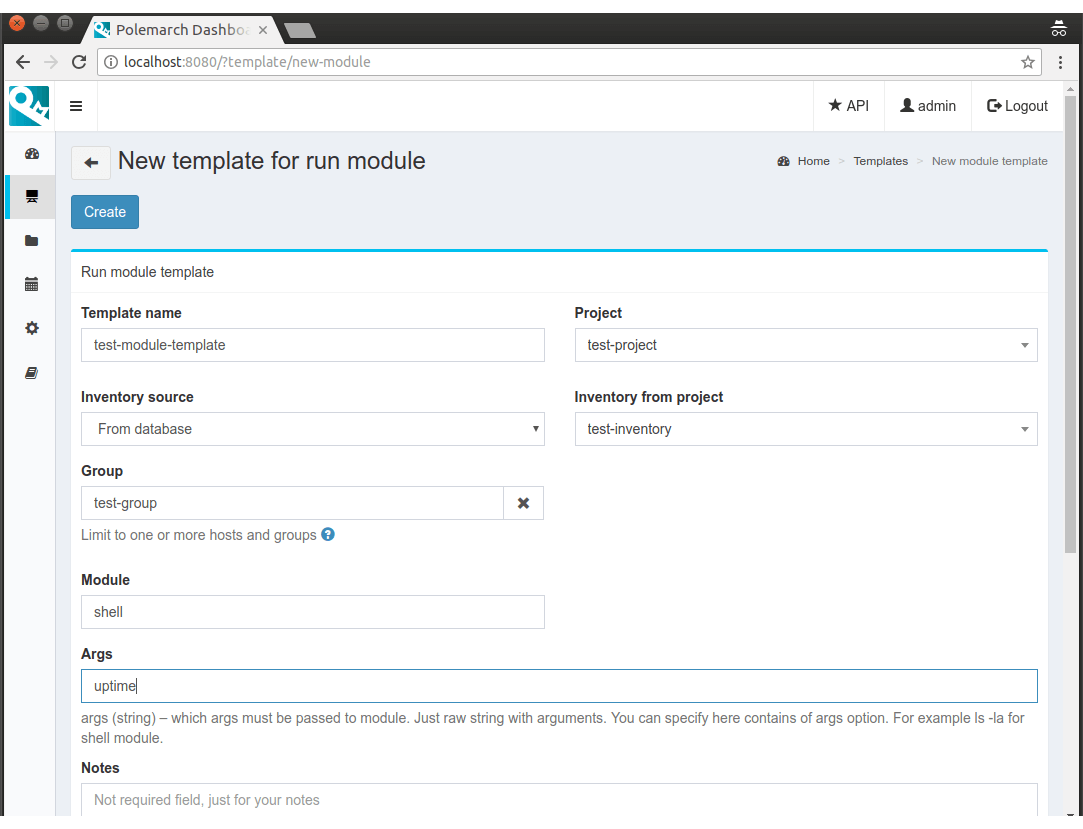 Polemarch Dashbo
localhost:8080/?template/new-module
API
admin
Logout
New template for run module
Home > Templates > New module template
Create
Run module template
Template name
Project
test-module-template
test-project
Inventory source
Inventory from project
From database
test-inventory
Group
test-group
Limit to one or more hosts and groups
Module
shell
Args
uptime
args (string) – which args must be passed to module. Just raw string with arguments. You can specify here contains of args option. For example ls -la for
shell module.
Notes
Not required field, just for your notes